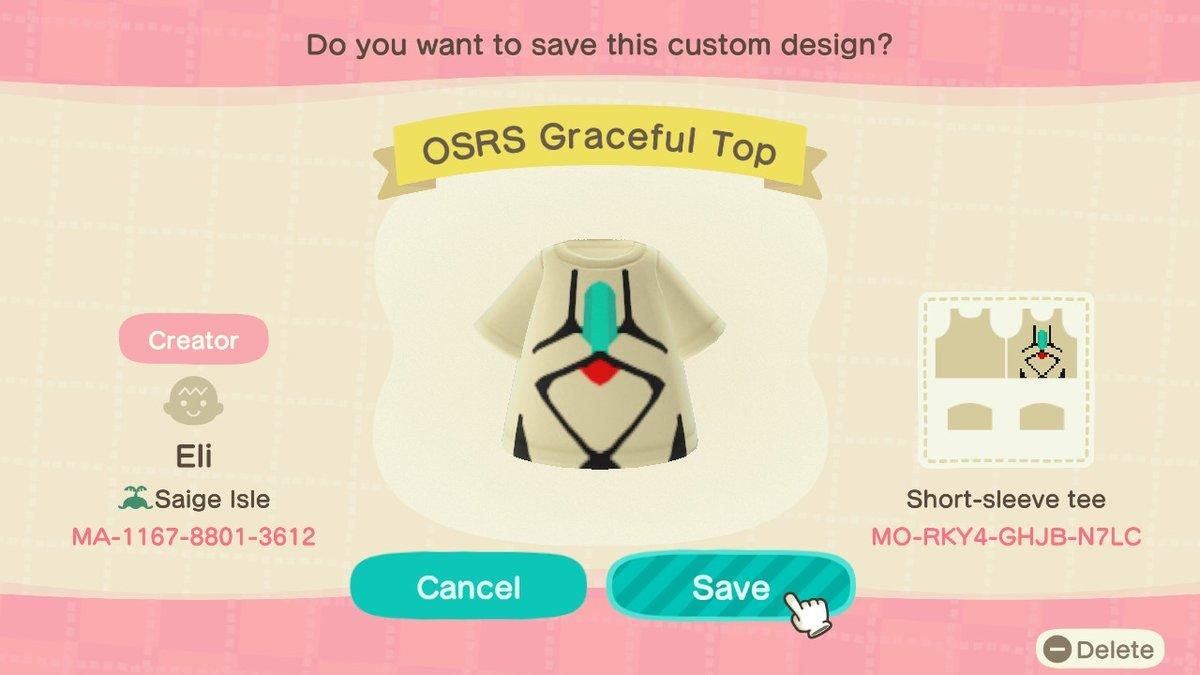 Do you want to save this custom design?
OSRS Graceful Top
Creator
Eli
Saige Isle
MA-1167-8801-3612
Short-sleeve tee
MO-RKY4-GHJB-N7LC
Cancel
Save
Delete